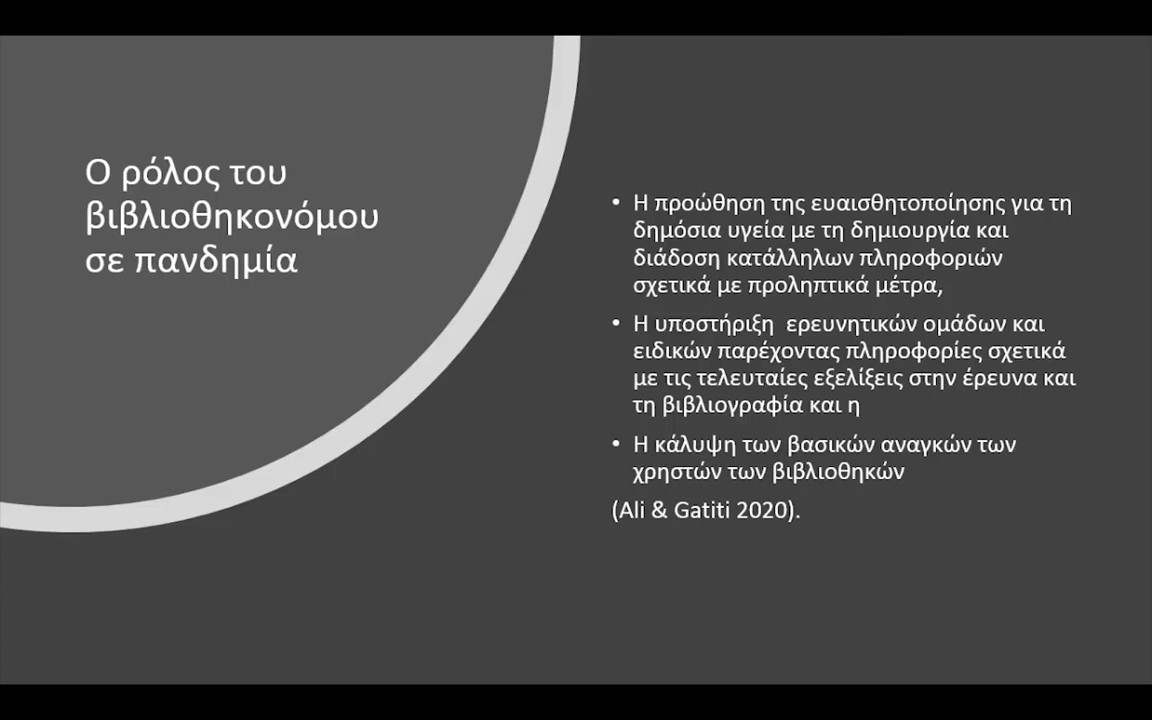 Ο ρόλος του
βιβλιοθηκονόμου
σε πανδημία
• Η προώθηση της ευαισθητοποίησης για τη
δημόσια υγεία με τη δημιουργία και
διάδοση κατάλληλων πληροφοριών
σχετικά με προληπτικά μέτρα,
• Η υποστήριξη  ερευνητικών ομάδων και
ειδικών παρέχοντας πληροφορίες σχετικά
με τις τελευταίες εξελίξεις στην έρευνα και
τη βιβλιογραφία και η
• Η κάλυψη των βασικών αναγκών των
χρηστών των βιβλιοθηκών
(Ali & Gatiti 2020).